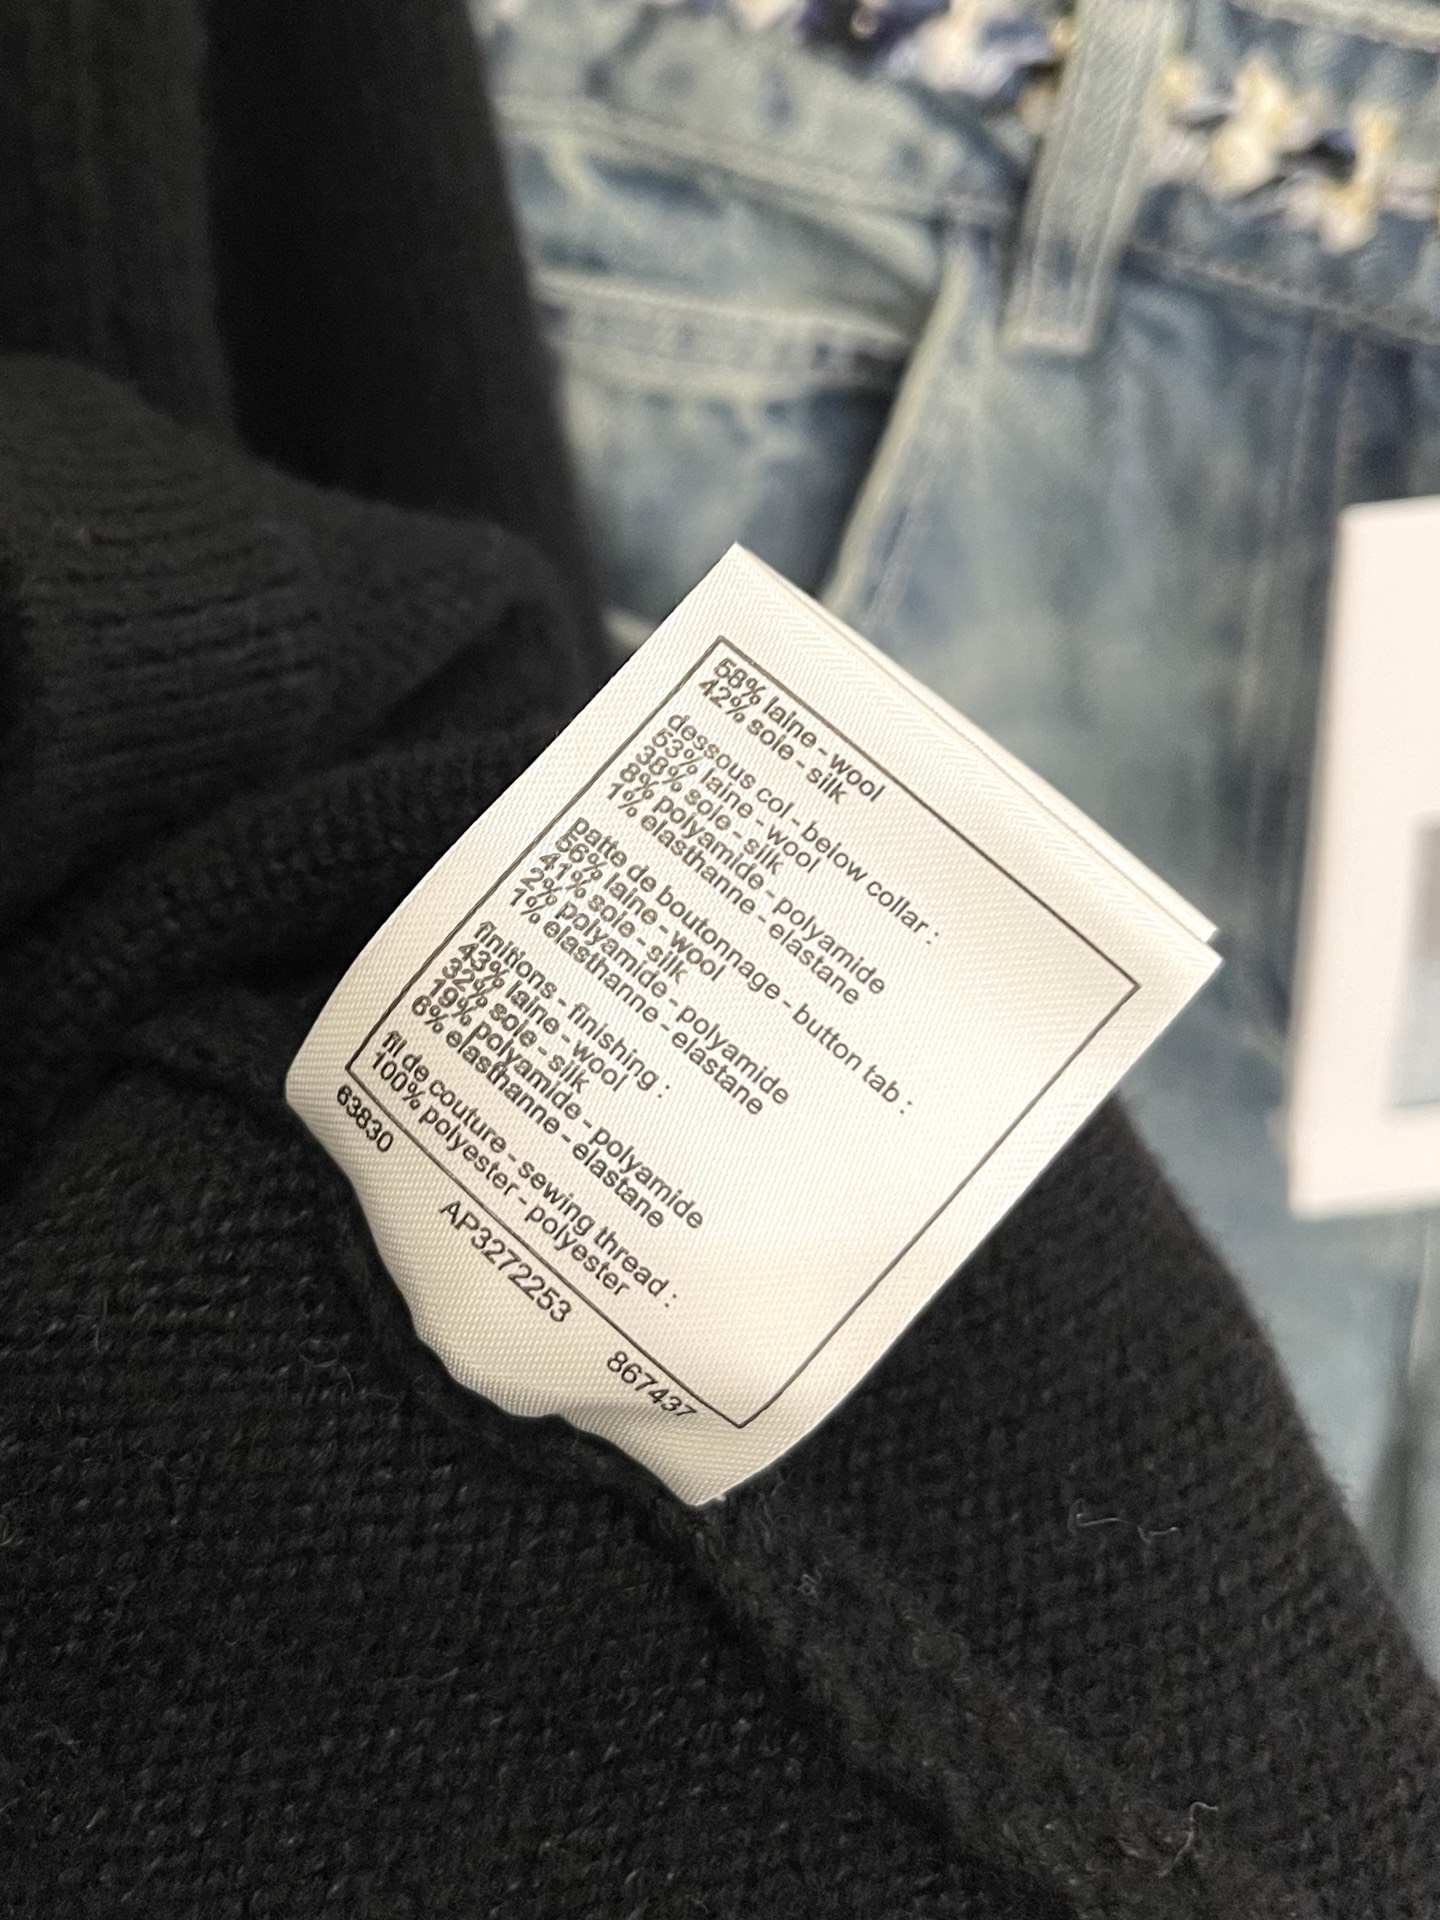 58% laine - wool
42% soie - silk
dessous col - below collar :
53% laine - wool
38% soie - silk
8% polyamide - polyamide
1% elasthanne - elastane
patte de boutonnage - button tab :
56% laine - wool
41% soie - silk
2% polyamide - polyamide
1% elasthanne - elastane
finitions - finishing :
43% laine - wool
32% soie - silk
19% polyamide - polyamide
6% elasthanne - elastane
fil de couture - sewing thread :
100% polyester - polyester
63830
AP3272253
867437